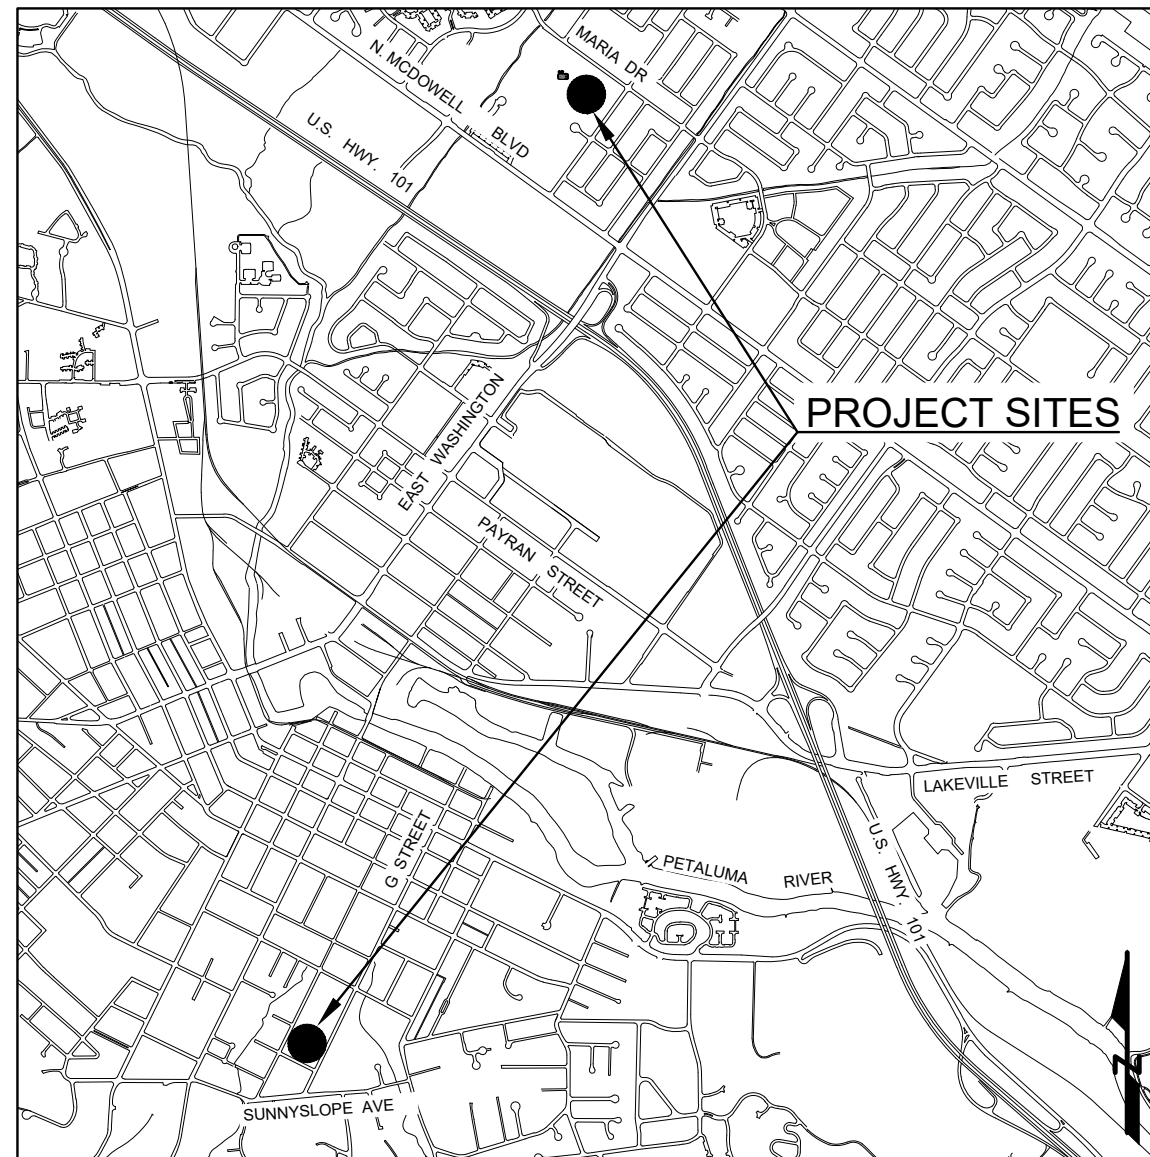 MARIA DR
N. MCDOWELL BLVD
U.S. HWY. 101
PROJECT SITES
EAST WASHINGTON
PAYRAN STREET
LAKEVILLE STREET
G STREET
U.S. HWY 101
PETALUMA RIVER
SUNNYSLOPE AVE
Z